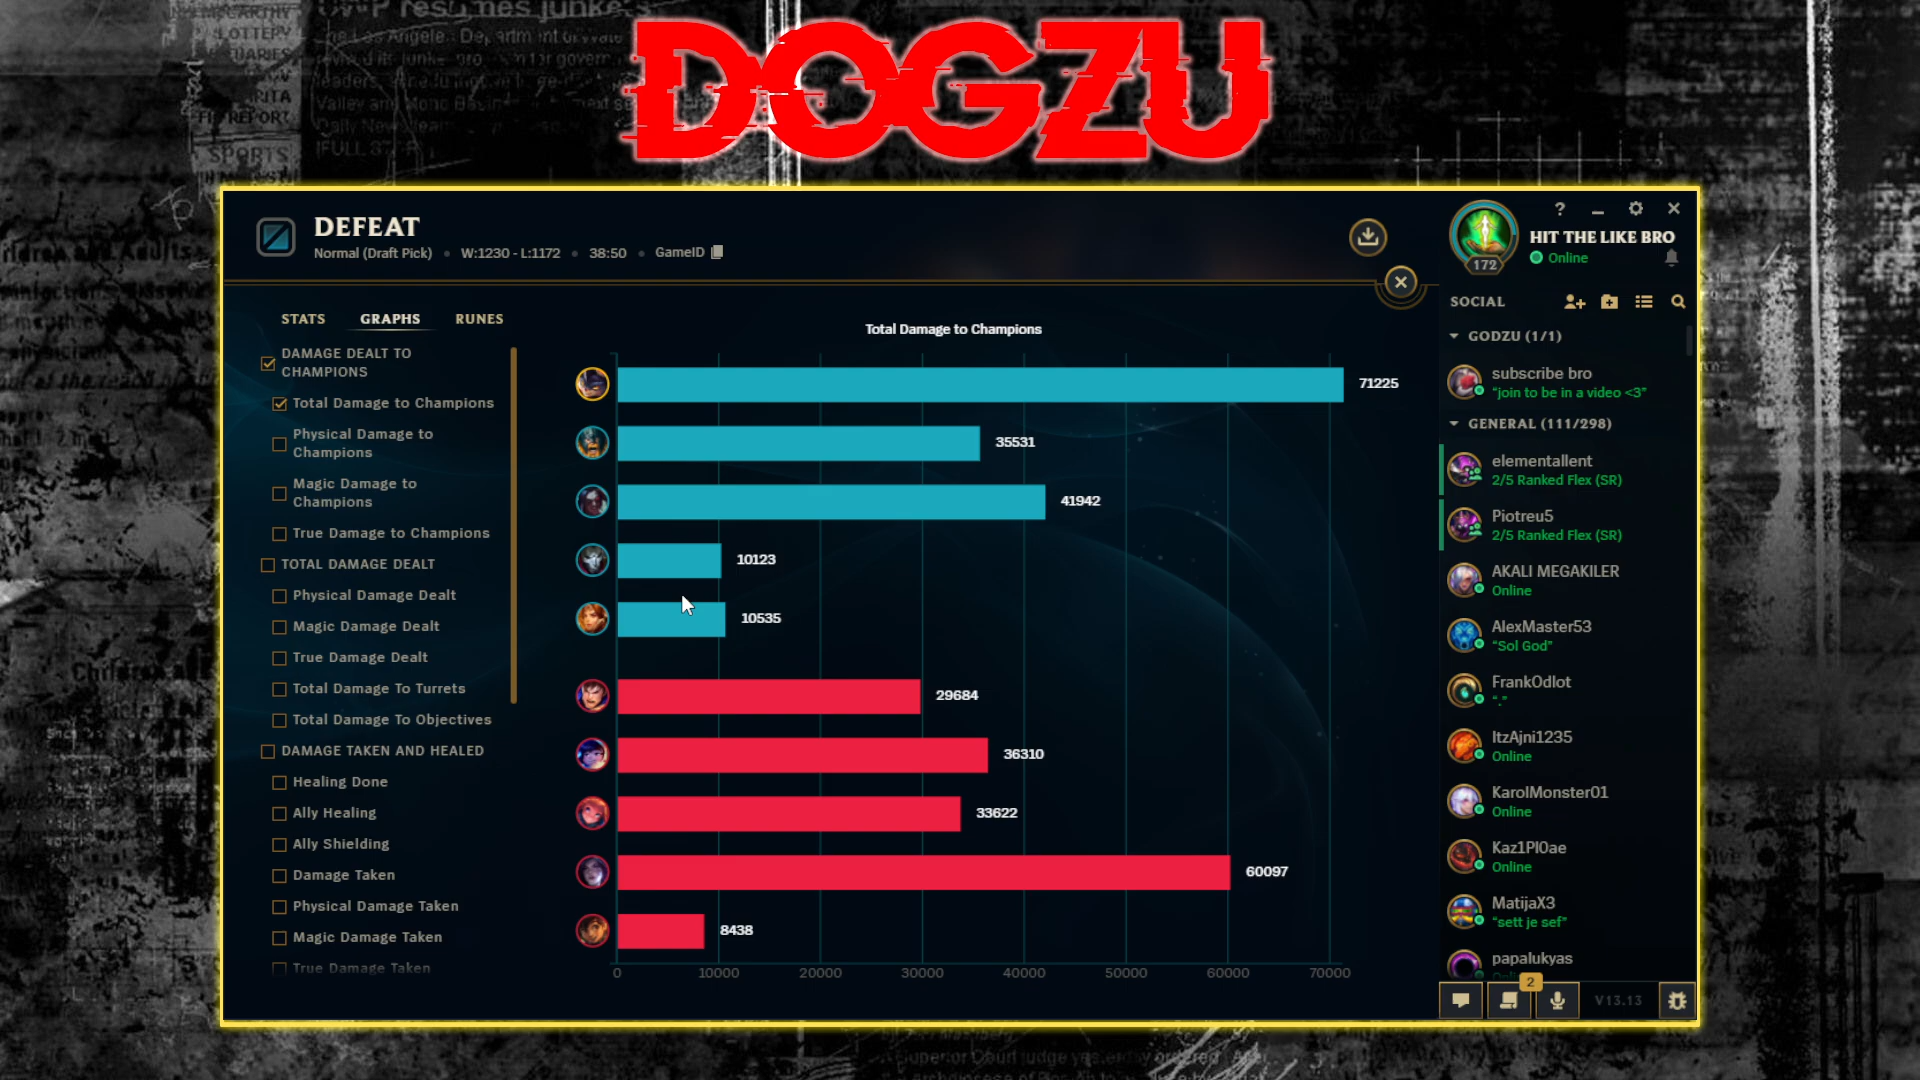 DOGZU
DEFEAT
Normal (Draft Pick) • W:1230 - L:1172 • 38:50 • GameID
HIT THE LIKE BRO
172
Online
STATS GRAPHS RUNES
DAMAGE DEALT TO
CHAMPIONS
Total Damage to Champions
Physical Damage to
Champions
Magic Damage to
Champions
True Damage to Champions
TOTAL DAMAGE DEALT
Physical Damage Dealt
Magic Damage Dealt
True Damage Dealt
Total Damage To Turrets
Total Damage To Objectives
DAMAGE TAKEN AND HEALED
Healing Done
Ally Healing
Ally Shielding
Damage Taken
Physical Damage Taken
Magic Damage Taken
True Damage Taken
Total Damage to Champions
71225
35531
41942
10123
10535
29684
36310
33622
60097
8438
0 10000 20000 30000 40000 50000 60000 70000
SOCIAL
GODZU (1/1)
subscribe bro
"join to be in a video <3"
GENERAL (111/298)
elementallent
2/5 Ranked Flex (SR)
Piotreu5
2/5 Ranked Flex (SR)
AKALI MEGAKILER
Online
AlexMaster53
"Sol God"
FrankOdlot
"."
ItzAjni1235
Online
KarolMonster01
Online
Kaz1Pl0ae
Online
MatijaX3
"sett je sef"
papalukyas
2
V13.13